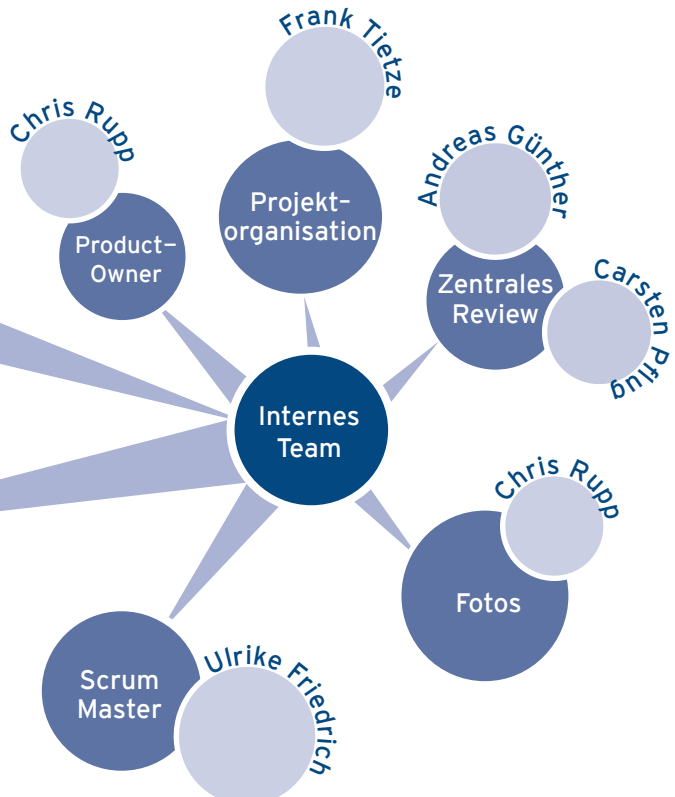 Frank Tietze
Projekt-
organisation
Chris Rupp
Product-
Owner
Andreas Günther
Zentrales
Review
Carsten Pflug
Internes
Team
Chris Rupp
Fotos
Ulrike Friedrich
Scrum
Master